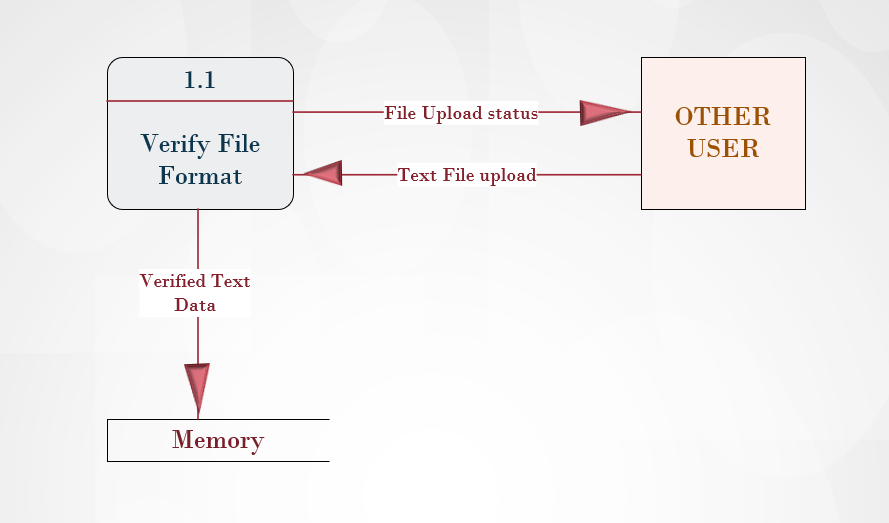 1.1
Verify File
Format
File Upload status
Text File upload
OTHER
USER
Verified Text
Data
Memory